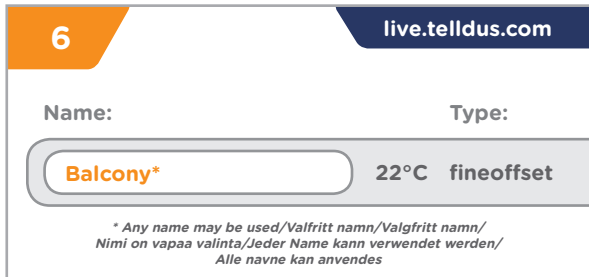 6
live.telldus.com
Name: Type:
Balcony* 22°C fineoffset
* Any name may be used/Valfritt namn/Valgfritt namn/
Nimi on vapaa valinta/Jeder Name kann verwendet werden/
Alle navne kan anvendes